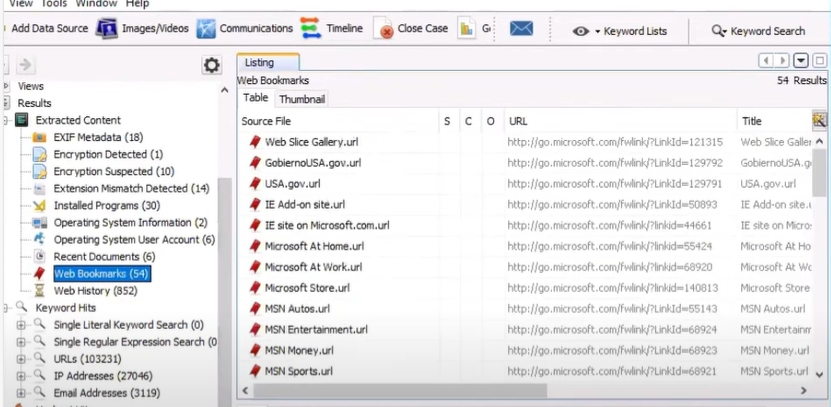 View Tools Window Help
Add Data Source Images/Videos Communications Timeline Close Case Keyword Lists Keyword Search
Listing
Web Bookmarks 54 Results
Table Thumbnail
Source File S C O URL Title
Web Slice Gallery.url http://go.microsoft.com/fwlink/?LinkId=121315 Web Slice Galler
GobiernoUSA.gov.url http://go.microsoft.com/fwlink/?LinkId=129792 GobiernoUSA.g
USA.gov.url http://go.microsoft.com/fwlink/?LinkId=129791 USA.gov.url
IE Add-on site.url http://go.microsoft.com/fwlink/?LinkId=50893 IE Add-on site.u
IE site on Microsoft.com.url http://go.microsoft.com/fwlink/?linkid=44661 IE site on Micros
Microsoft At Home.url http://go.microsoft.com/fwlink/?linkid=55424 Microsoft At Ho
Microsoft At Work.url http://go.microsoft.com/fwlink/?linkid=68920 Microsoft At Wo
Microsoft Store.url http://go.microsoft.com/fwlink/?linkid=140813 Microsoft Store
MSN Autos.url http://go.microsoft.com/fwlink/?LinkId=55143 MSN Autos.url
MSN Entertainment.url http://go.microsoft.com/fwlink/?LinkId=68924 MSN Entertainm
MSN Money.url http://go.microsoft.com/fwlink/?LinkId=68923 MSN Money.url
MSN Sports.url http://go.microsoft.com/fwlink/?LinkId=68921 MSN Sports.url
Views
Results
Extracted Content
EXIF Metadata (18)
Encryption Detected (1)
Encryption Suspected (10)
Extension Mismatch Detected (14)
Installed Programs (30)
Operating System Information (2)
Operating System User Account (6)
Recent Documents (6)
Web Bookmarks (54)
Web History (852)
Keyword Hits
Single Literal Keyword Search (0)
Single Regular Expression Search (0
URLs (103231)
IP Addresses (27046)
Email Addresses (3119)